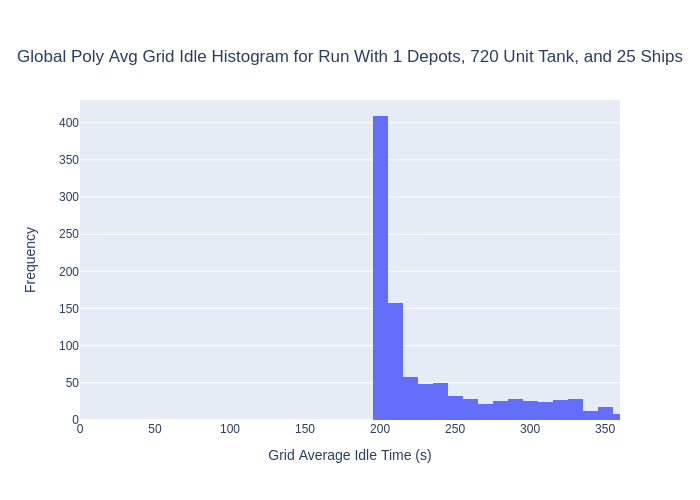 Global Poly Avg Grid Idle Histogram for Run With 1 Depots, 720 Unit Tank, and 25 Ships
Frequency
400
350
300
250
200
150
100
50
0
0 50 100 150 200 250 300 350
Grid Average Idle Time (s)